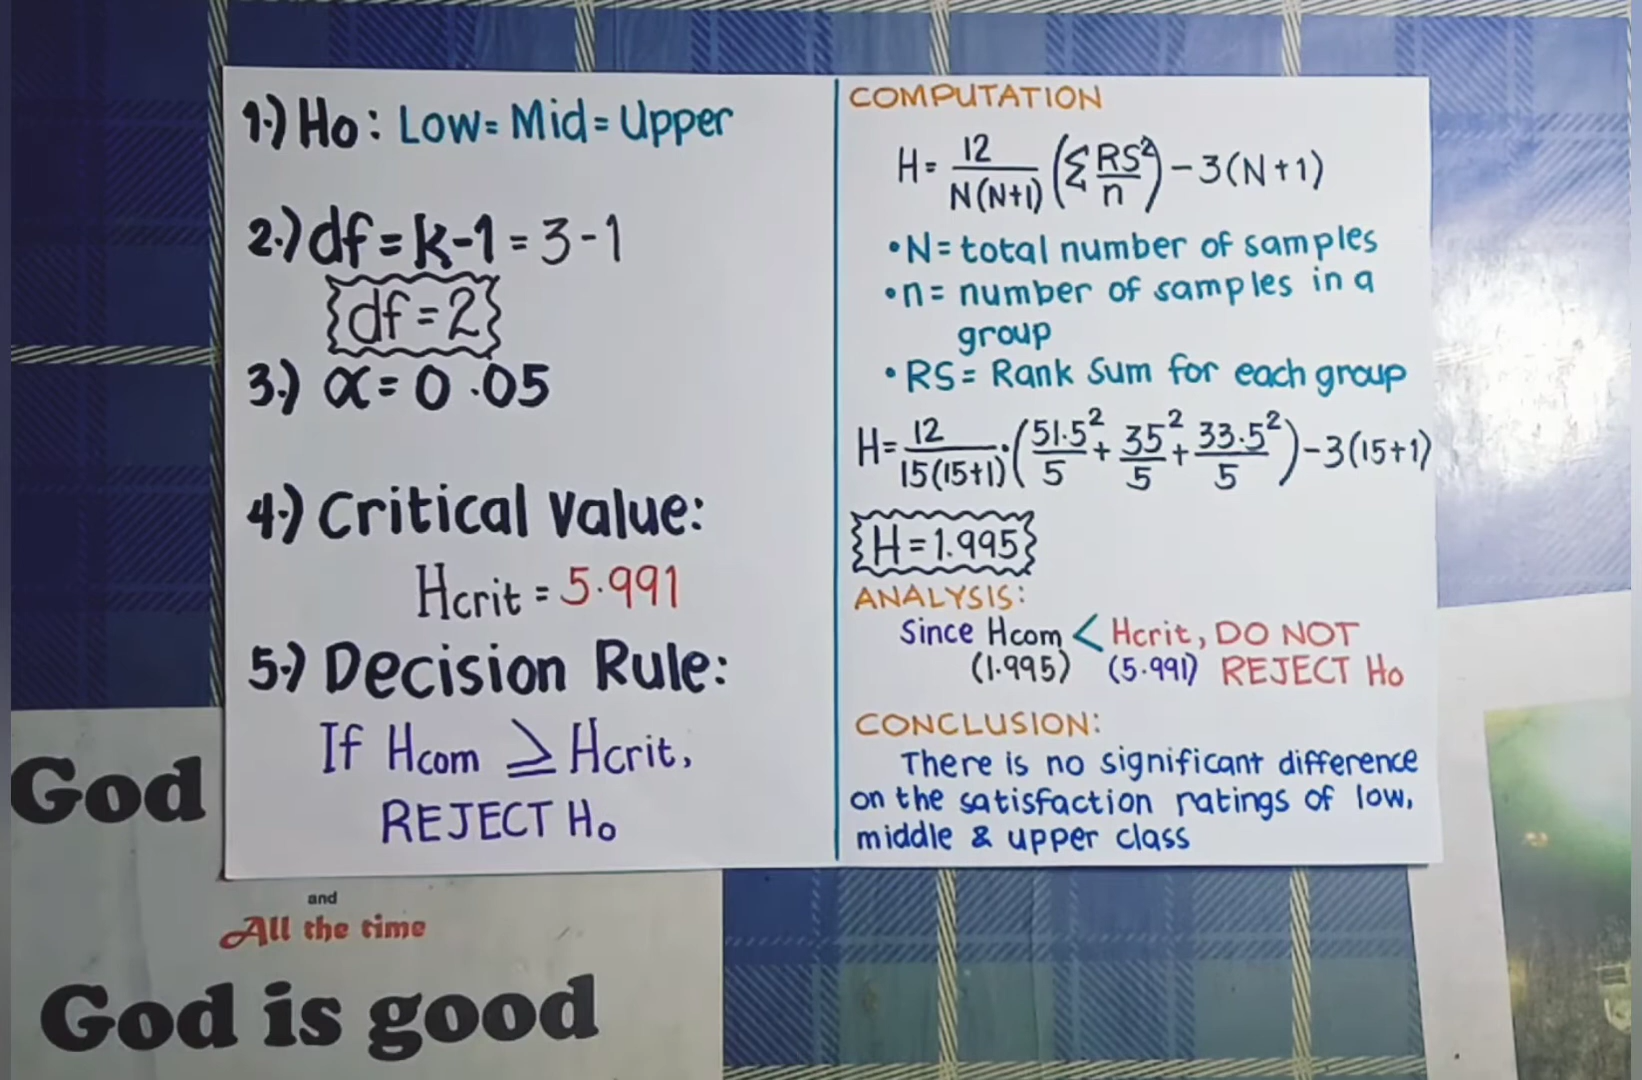 1.) Ho: Low = Mid = Upper
2.) df = k-1 = 3-1
df = 2
3.) α = 0.05
4.) Critical Value:
Hcrit = 5.991
5.) Decision Rule:
If Hcom ≥ Hcrit,
REJECT Ho
COMPUTATION
H = 12/N(N+1) (Σ RS²/n) - 3(N+1)
• N = total number of samples
• n = number of samples in a
group
• RS = Rank Sum for each group
H = 12/15(15+1) · (51.5²/5 + 35²/5 + 33.5²/5) - 3(15+1)
H = 1.995
ANALYSIS:
Since Hcom < Hcrit, DO NOT
(1.995) (5.991) REJECT Ho
CONCLUSION:
There is no significant difference
on the satisfaction ratings of low,
middle & upper class
God
and
All the time
God is good